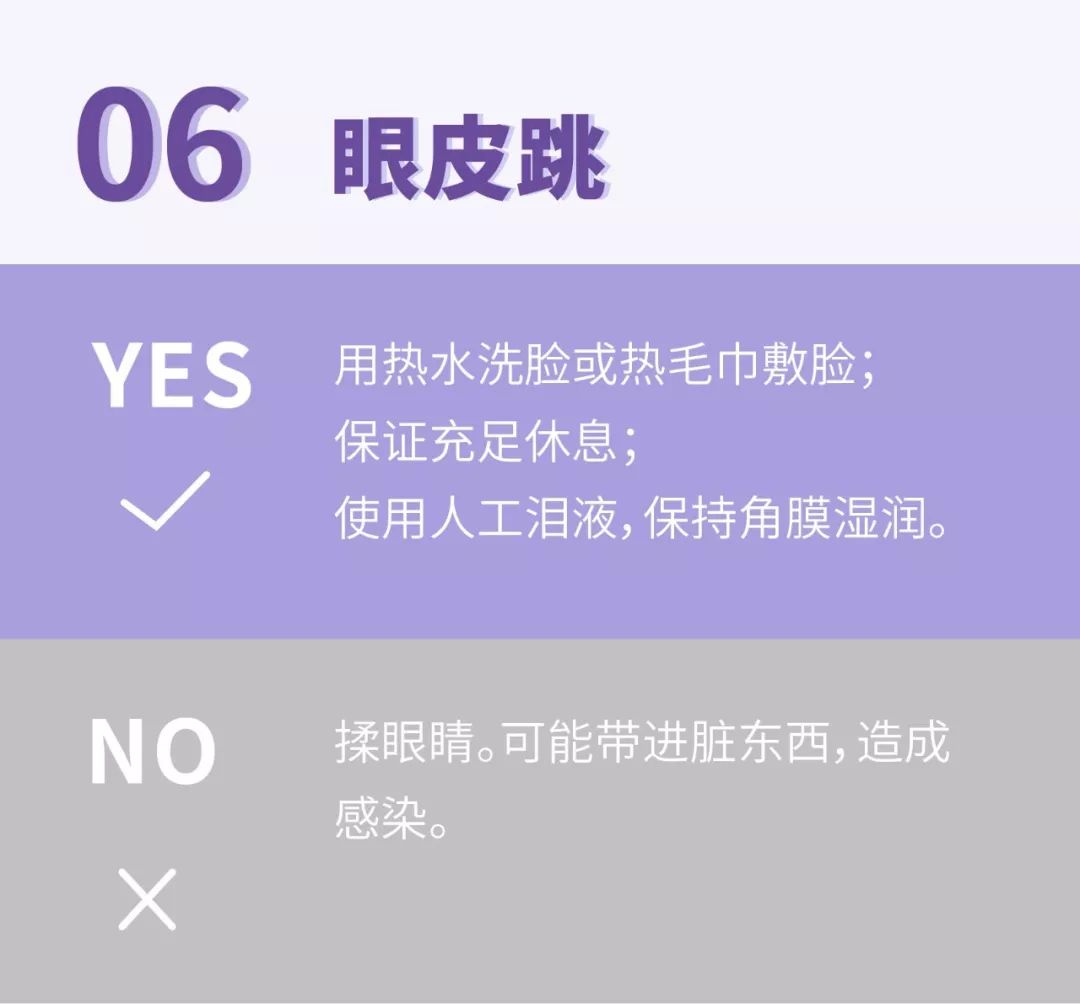 06 眼皮跳
YES
用热水洗脸或热毛巾敷脸；
保证充足休息；
使用人工泪液，保持角膜湿润。
NO
揉眼睛。可能带进脏东西，造成
感染。